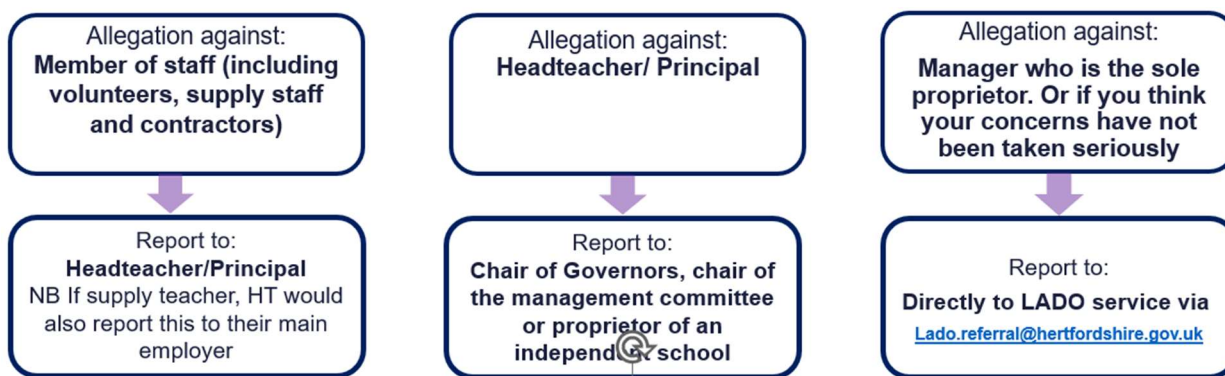 Allegation against:
Member of staff (including
volunteers, supply staff
and contractors)
Report to:
Headteacher/Principal
NB If supply teacher, HT would
also report this to their main
employer
Allegation against:
Headteacher/ Principal
Report to:
Chair of Governors, chair of
the management committee
or proprietor of an
independent school
Allegation against:
Manager who is the sole
proprietor. Or if you think
your concerns have not
been taken seriously
Report to:
Directly to LADO service via
Lado.referral@hertfordshire.gov.uk